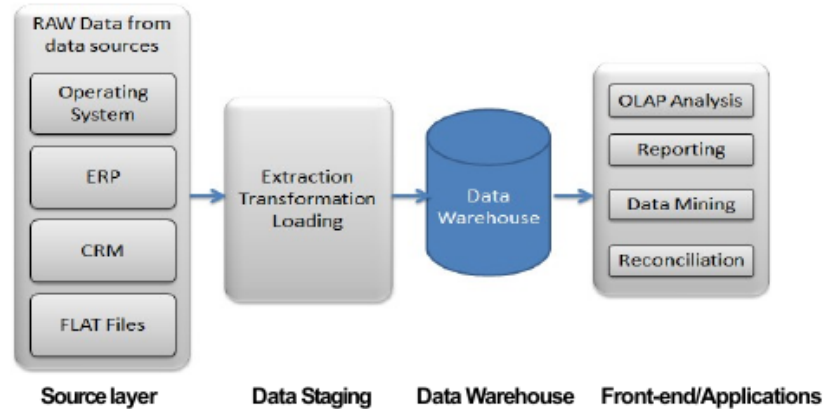 RAW Data from
data sources
Operating
System
ERP
CRM
FLAT Files
Extraction
Transformation
Loading
Data
Warehouse
OLAP Analysis
Reporting
Data Mining
Reconciliation
Source layer
Data Staging
Data Warehouse
Front-end/Applications